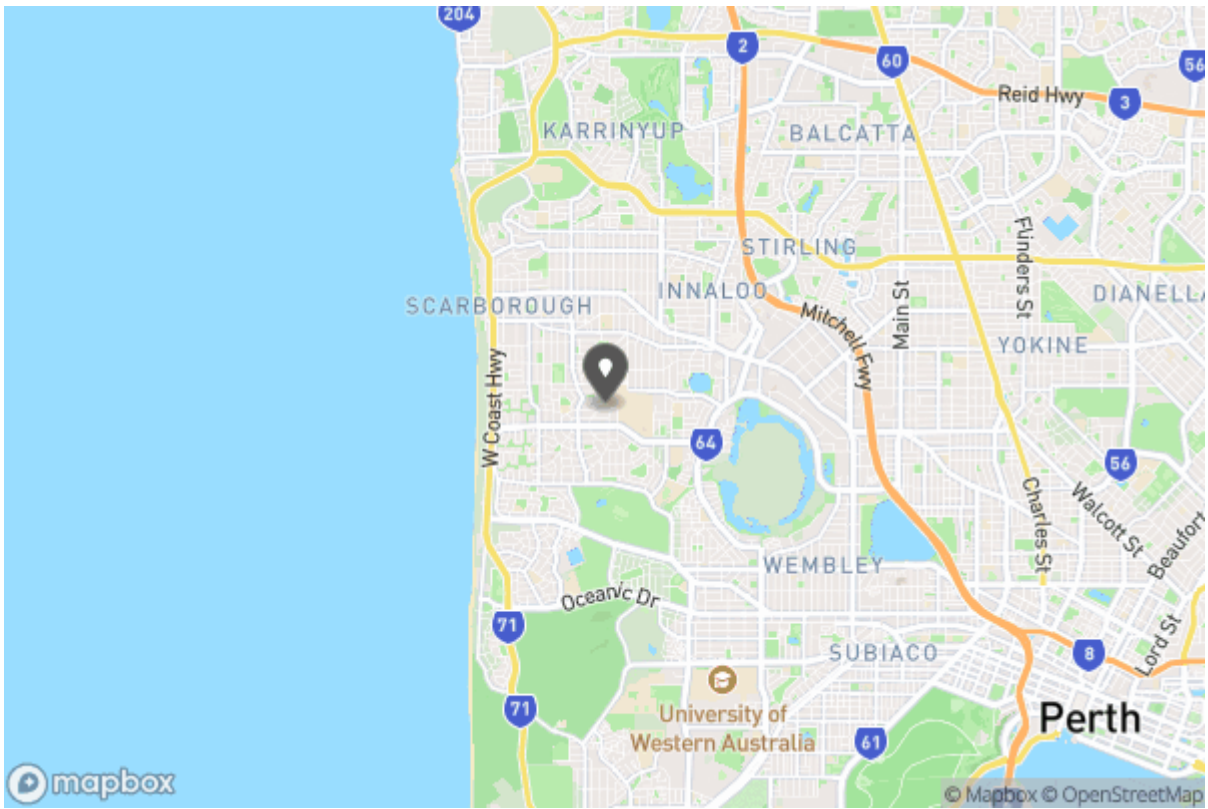 204
2
60
56
Reid Hwy
3
KARRINYUP
BALCATTA
Flinders St
STIRLING
INNALOO
DIANELLA
SCARBOROUGH
Main St
Mitchell Fwy
YOKINE
W Coast Hwy
64
56
Charles St
Walcott St
Beaufort
WEMBLEY
Oceanic Dr
71
Lord St
SUBIACO
8
71
University of
Western Australia
61
Perth
mapbox
© Mapbox © OpenStreetMap